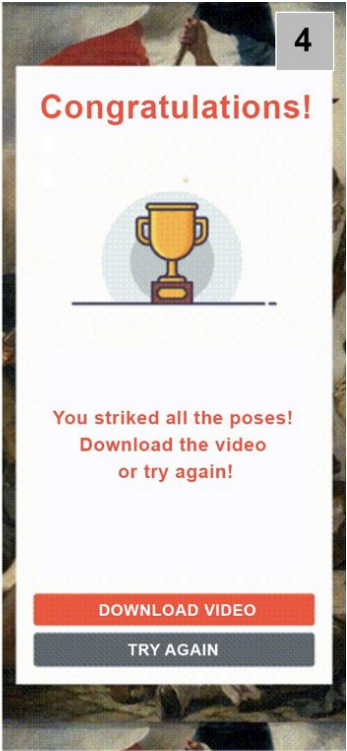 4
Congratulations!
You striked all the poses!
Download the video
or try again!
DOWNLOAD VIDEO
TRY AGAIN